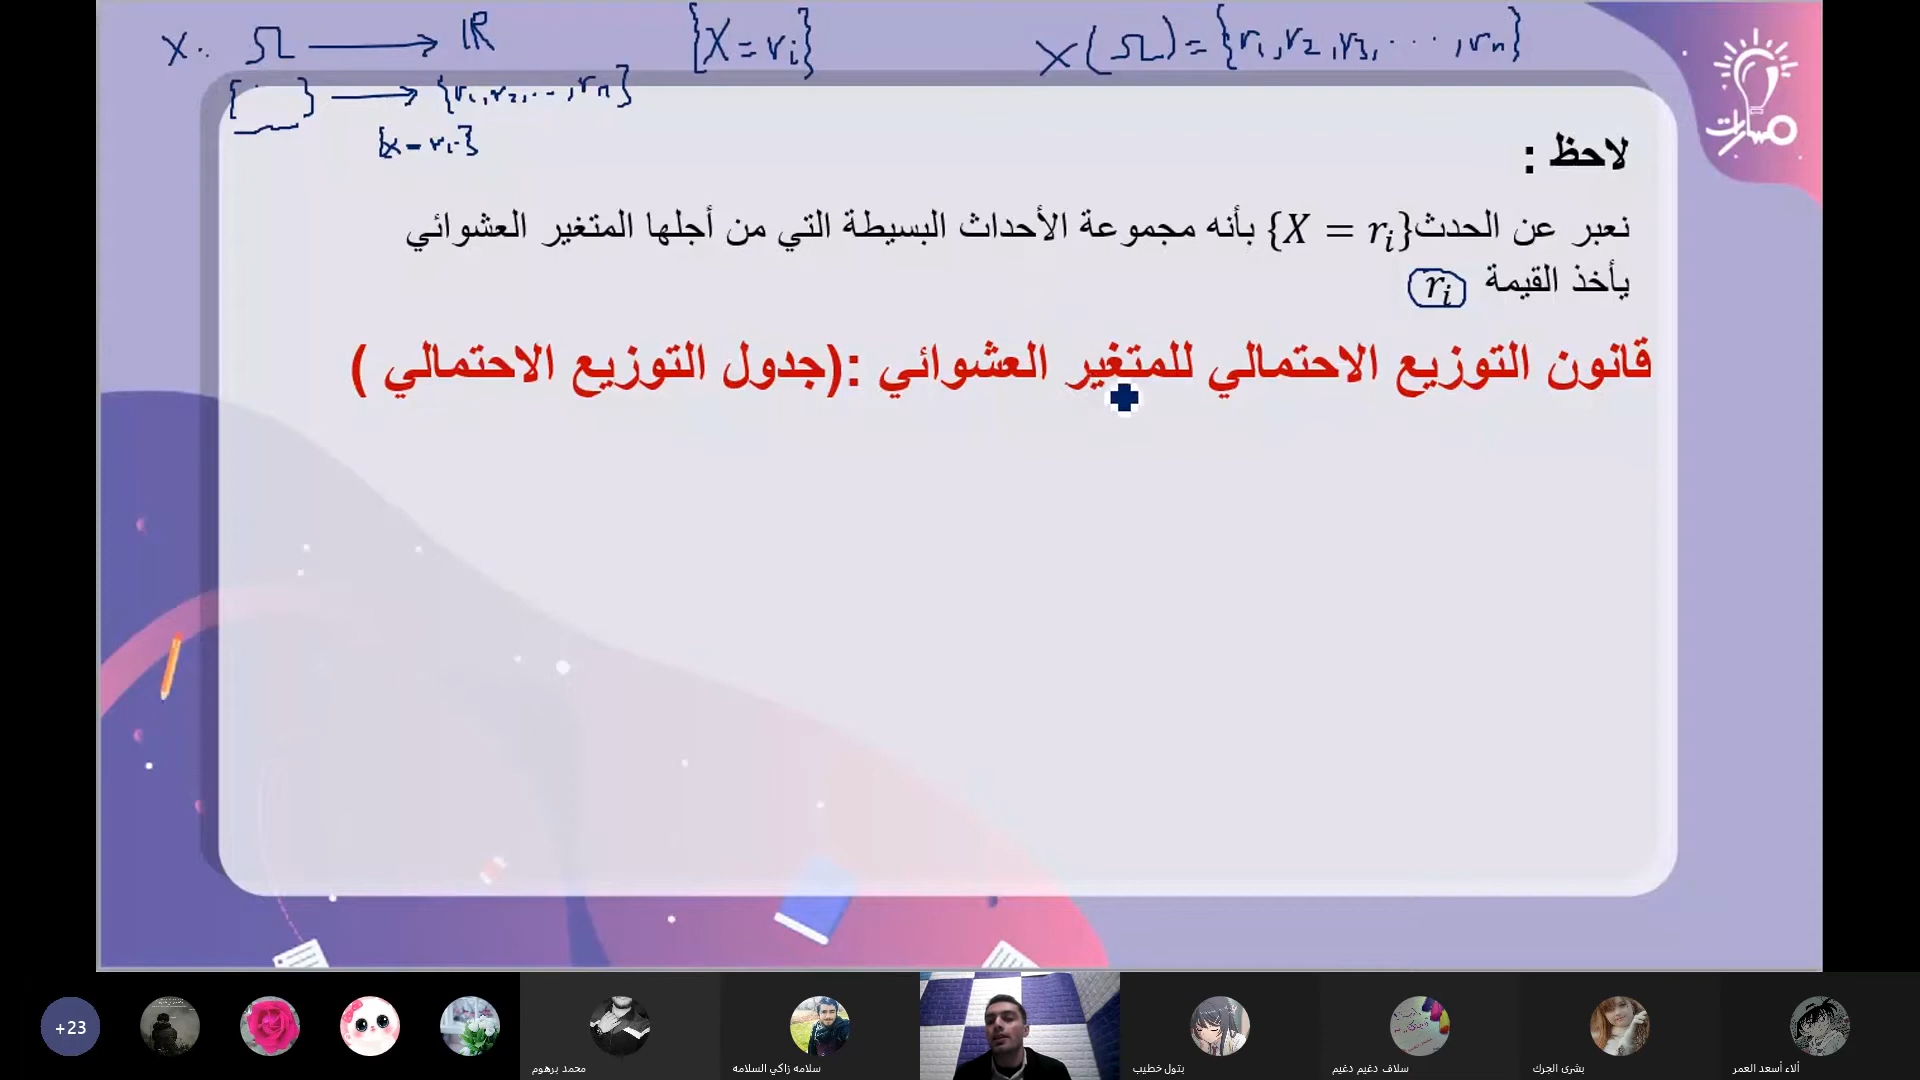 X: Ω ⟶ ℝ {X = rᵢ} X(Ω) = {r₁, r₂, r₃, ..., rₙ}
{ } ⟶ {r₁, r₂, ..., rₙ}
{X = rᵢ}
مسارات
لاحظ :
نعبر عن الحدث{X = rᵢ} بأنه مجموعة الأحداث البسيطة التي من أجلها المتغير العشوائي
يأخذ القيمة rᵢ
قانون التوزيع الاحتمالي للمتغير العشوائي :(جدول التوزيع الاحتمالي )
+23
محمد برهوم
سلامه زاكي السلامه
بتول خطيب
سلاف دغيم دغيم
بشرى الجرك
ألاء أسعد العمر